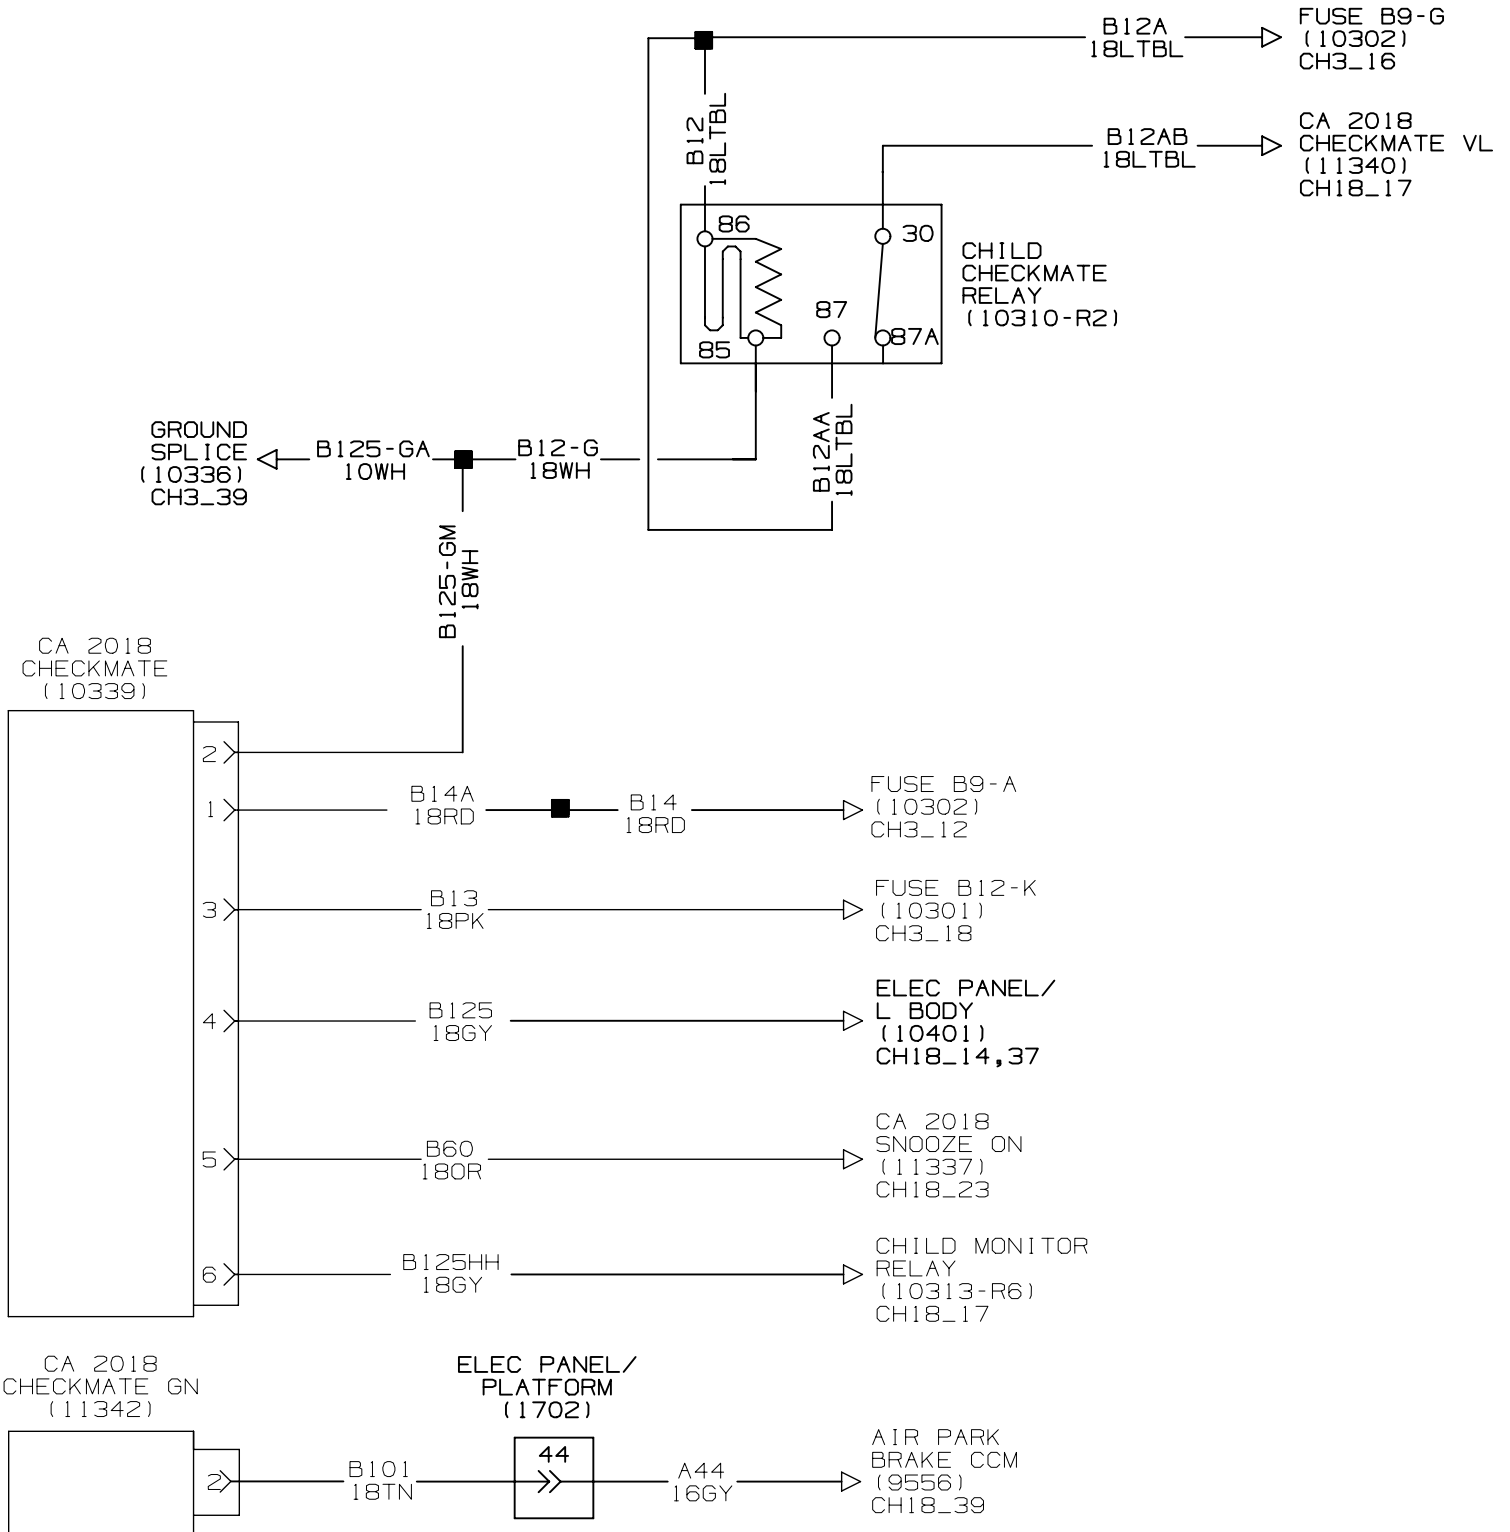 B12A
18LTBL
FUSE B9-G
(10302)
CH3_16
B12
18LTBL
B12AB
18LTBL
CA 2018
CHECKMATE VL
(11340)
CH18_17
86
30
87
85
87A
CHILD
CHECKMATE
RELAY
(10310-R2)
B12AA
18LTBL
GROUND
SPLICE
(10336)
CH3_39
B125-GA
10WH
B12-G
18WH
B125-GM
18WH
CA 2018
CHECKMATE
(10339)
2
1
B14A
18RD
B14
18RD
FUSE B9-A
(10302)
CH3_12
3
B13
18PK
FUSE B12-K
(10301)
CH3_18
4
B125
18GY
ELEC PANEL/
L BODY
(10401)
CH18_14,37
5
B60
18OR
CA 2018
SNOOZE ON
(11337)
CH18_23
6
B125HH
18GY
CHILD MONITOR
RELAY
(10313-R6)
CH18_17
CA 2018
CHECKMATE GN
(11342)
2
B101
18TN
ELEC PANEL/
PLATFORM
(1702)
44
A44
16GY
AIR PARK
BRAKE CCM
(9556)
CH18_39